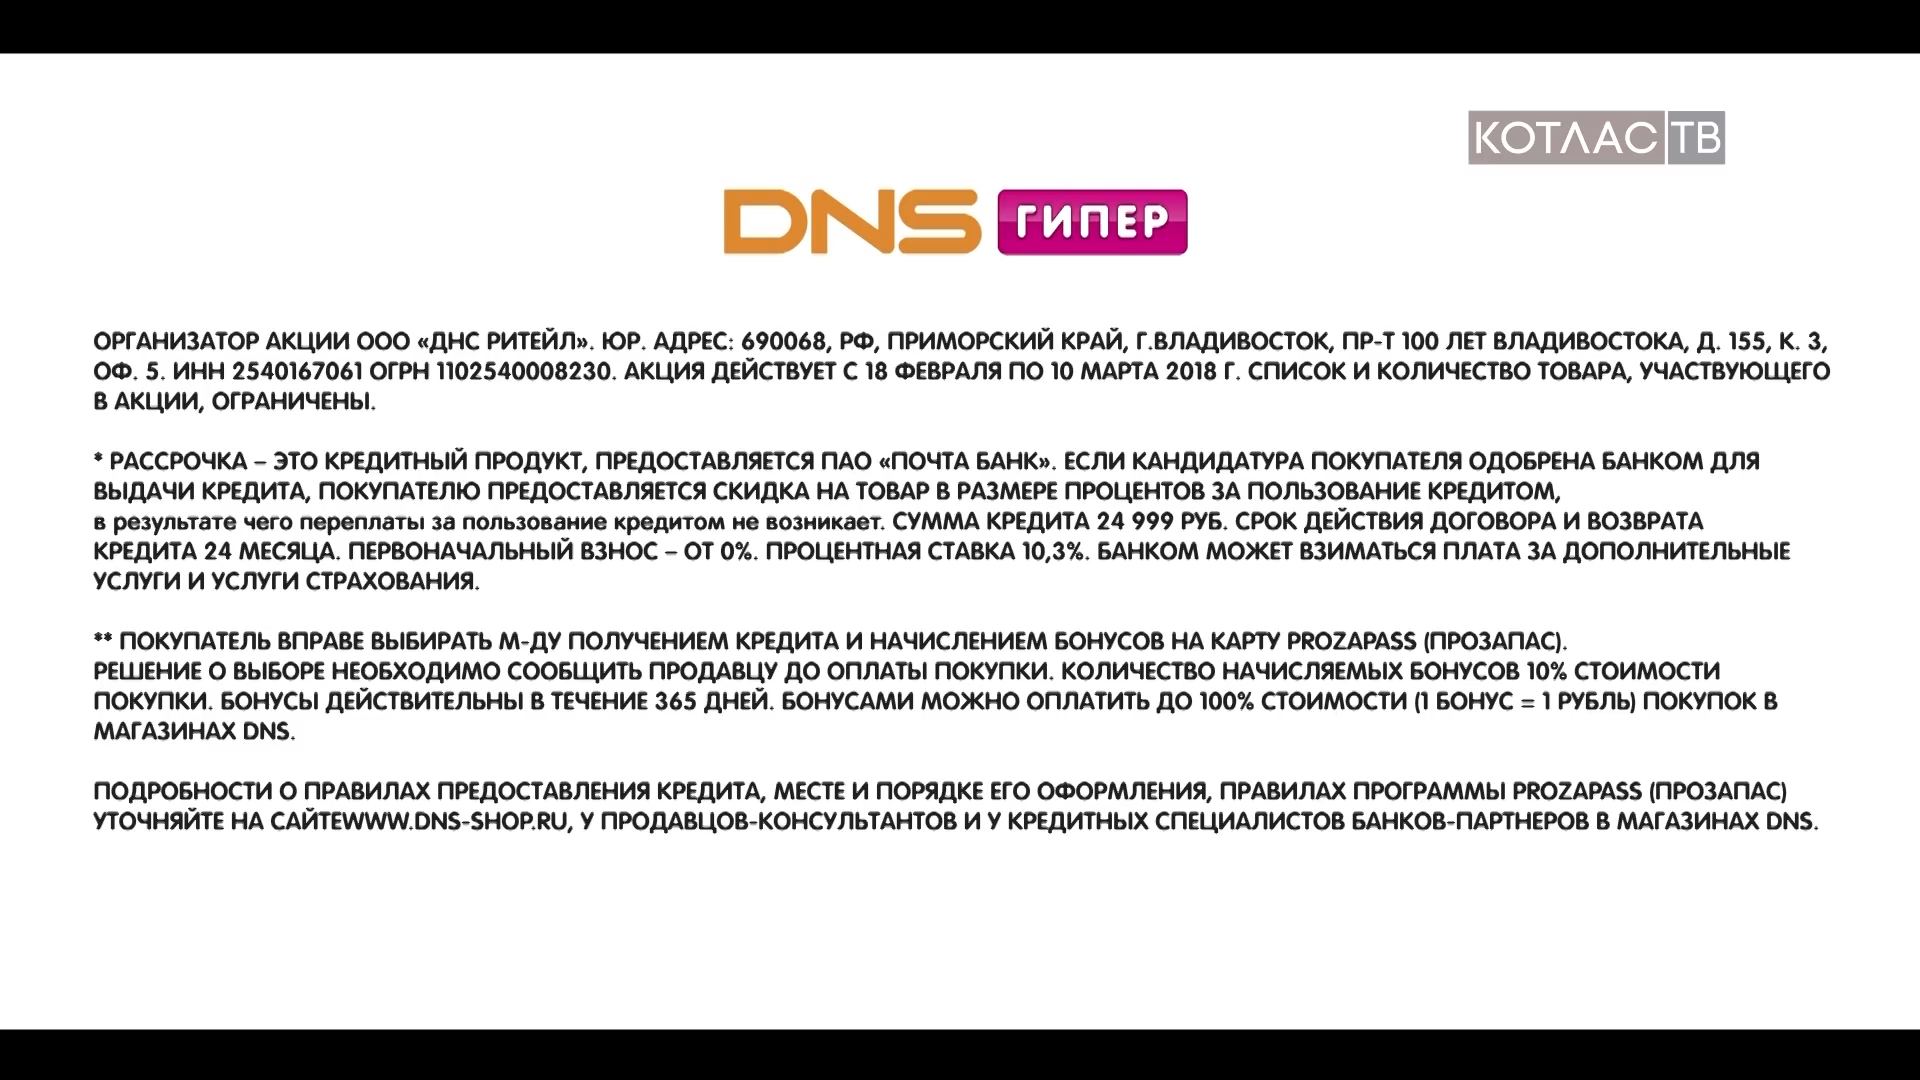 КОТЛАС ТВ
DNS ГИПЕР
ОРГАНИЗАТОР АКЦИИ ООО «ДНС РИТЕЙЛ». ЮР. АДРЕС: 690068, РФ, ПРИМОРСКИЙ КРАЙ, Г.ВЛАДИВОСТОК, ПР-Т 100 ЛЕТ ВЛАДИВОСТОКА, Д. 155, К. 3,
ОФ. 5. ИНН 2540167061 ОГРН 1102540008230. АКЦИЯ ДЕЙСТВУЕТ С 18 ФЕВРАЛЯ ПО 10 МАРТА 2018 Г. СПИСОК И КОЛИЧЕСТВО ТОВАРА, УЧАСТВУЮЩЕГО
В АКЦИИ, ОГРАНИЧЕНЫ.
* РАССРОЧКА – ЭТО КРЕДИТНЫЙ ПРОДУКТ, ПРЕДОСТАВЛЯЕТСЯ ПАО «ПОЧТА БАНК». ЕСЛИ КАНДИДАТУРА ПОКУПАТЕЛЯ ОДОБРЕНА БАНКОМ ДЛЯ
ВЫДАЧИ КРЕДИТА, ПОКУПАТЕЛЮ ПРЕДОСТАВЛЯЕТСЯ СКИДКА НА ТОВАР В РАЗМЕРЕ ПРОЦЕНТОВ ЗА ПОЛЬЗОВАНИЕ КРЕДИТОМ,
в результате чего переплаты за пользование кредитом не возникает. СУММА КРЕДИТА 24 999 РУБ. СРОК ДЕЙСТВИЯ ДОГОВОРА И ВОЗВРАТА
КРЕДИТА 24 МЕСЯЦА. ПЕРВОНАЧАЛЬНЫЙ ВЗНОС – ОТ 0%. ПРОЦЕНТНАЯ СТАВКА 10,3%. БАНКОМ МОЖЕТ ВЗИМАТЬСЯ ПЛАТА ЗА ДОПОЛНИТЕЛЬНЫЕ
УСЛУГИ И УСЛУГИ СТРАХОВАНИЯ.
** ПОКУПАТЕЛЬ ВПРАВЕ ВЫБИРАТЬ М-ДУ ПОЛУЧЕНИЕМ КРЕДИТА И НАЧИСЛЕНИЕМ БОНУСОВ НА КАРТУ PROZAPASS (ПРОЗАПАС).
РЕШЕНИЕ О ВЫБОРЕ НЕОБХОДИМО СООБЩИТЬ ПРОДАВЦУ ДО ОПЛАТЫ ПОКУПКИ. КОЛИЧЕСТВО НАЧИСЛЯЕМЫХ БОНУСОВ 10% СТОИМОСТИ
ПОКУПКИ. БОНУСЫ ДЕЙСТВИТЕЛЬНЫ В ТЕЧЕНИЕ 365 ДНЕЙ. БОНУСАМИ МОЖНО ОПЛАТИТЬ ДО 100% СТОИМОСТИ (1 БОНУС = 1 РУБЛЬ) ПОКУПОК В
МАГАЗИНАХ DNS.
ПОДРОБНОСТИ О ПРАВИЛАХ ПРЕДОСТАВЛЕНИЯ КРЕДИТА, МЕСТЕ И ПОРЯДКЕ ЕГО ОФОРМЛЕНИЯ, ПРАВИЛАХ ПРОГРАММЫ PROZAPASS (ПРОЗАПАС)
УТОЧНЯЙТЕ НА САЙТЕWWW.DNS-SHOP.RU, У ПРОДАВЦОВ-КОНСУЛЬТАНТОВ И У КРЕДИТНЫХ СПЕЦИАЛИСТОВ БАНКОВ-ПАРТНЕРОВ В МАГАЗИНАХ DNS.